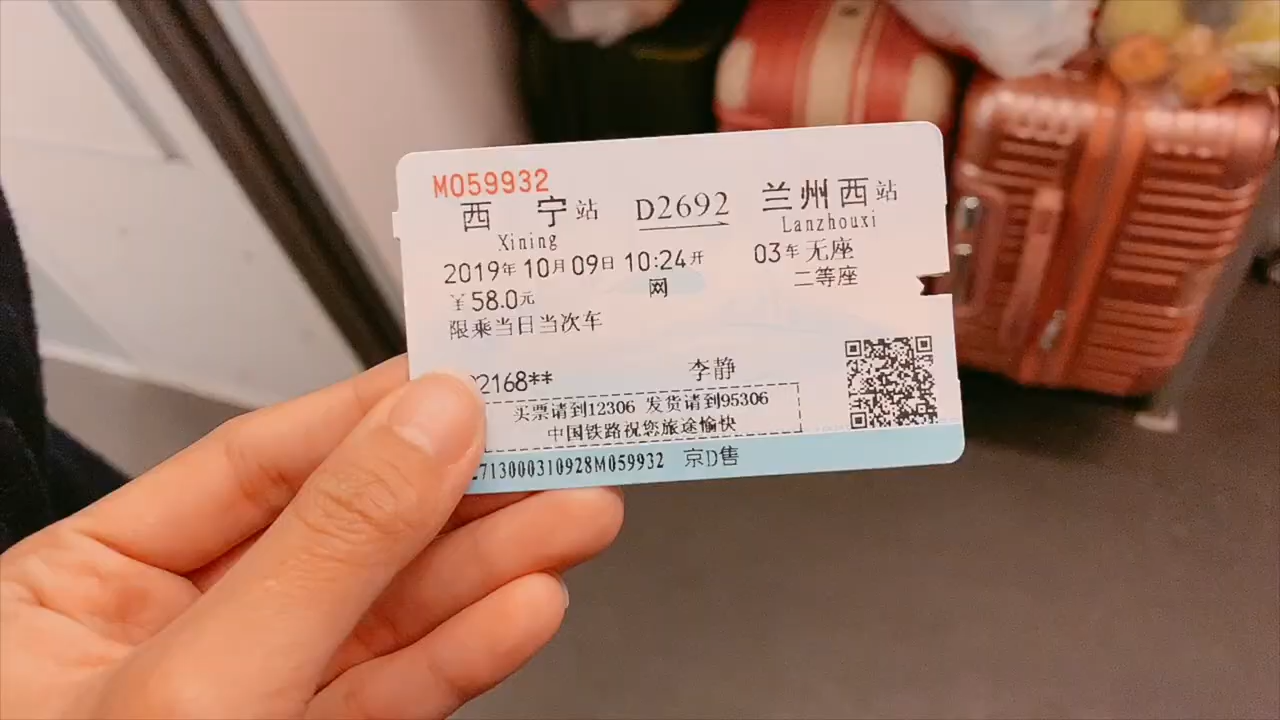 M059932
西 宁站 D2692 兰州西站
Xining Lanzhouxi
2019年10月09日10:24开 03车无座
¥58.0元 网 二等座
限乘当日当次车
2168** 李静
买票请到12306 发货请到95306
中国铁路祝您旅途愉快
713000310928M059932 京D售